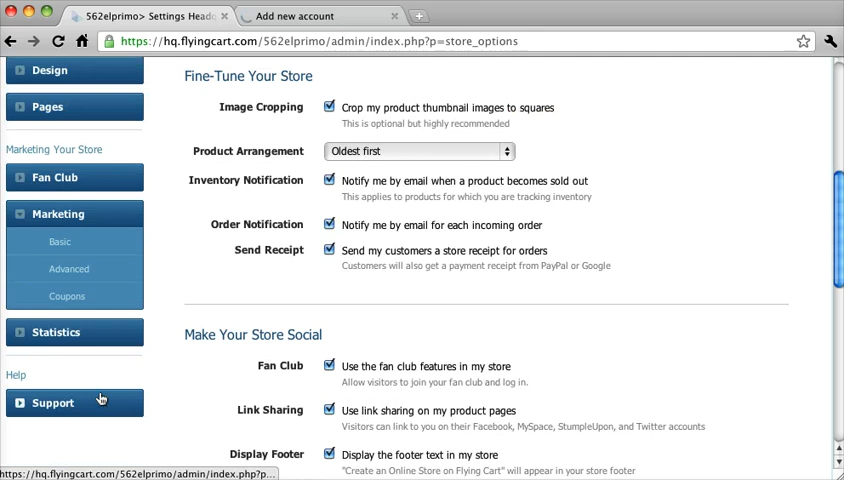 562elprimo> Settings Headq
Add new account
https://hq.flyingcart.com/562elprimo/admin/index.php?p=store_options
Design
Pages
Marketing Your Store
Fan Club
Marketing
Basic
Advanced
Coupons
Statistics
Help
Support
Fine-Tune Your Store
Image Cropping Crop my product thumbnail images to squares
This is optional but highly recommended
Product Arrangement Oldest first
Inventory Notification Notify me by email when a product becomes sold out
This applies to products for which you are tracking inventory
Order Notification Notify me by email for each incoming order
Send Receipt Send my customers a store receipt for orders
Customers will also get a payment receipt from PayPal or Google
Make Your Store Social
Fan Club Use the fan club features in my store
Allow visitors to join your fan club and log in.
Link Sharing Use link sharing on my product pages
Visitors can link to you on their Facebook, MySpace, StumpleUpon, and Twitter accounts
Display Footer Display the footer text in my store
"Create an Online Store on Flying Cart" will appear in your store footer
https://hq.flyingcart.com/562elprimo/admin/index.php?p...